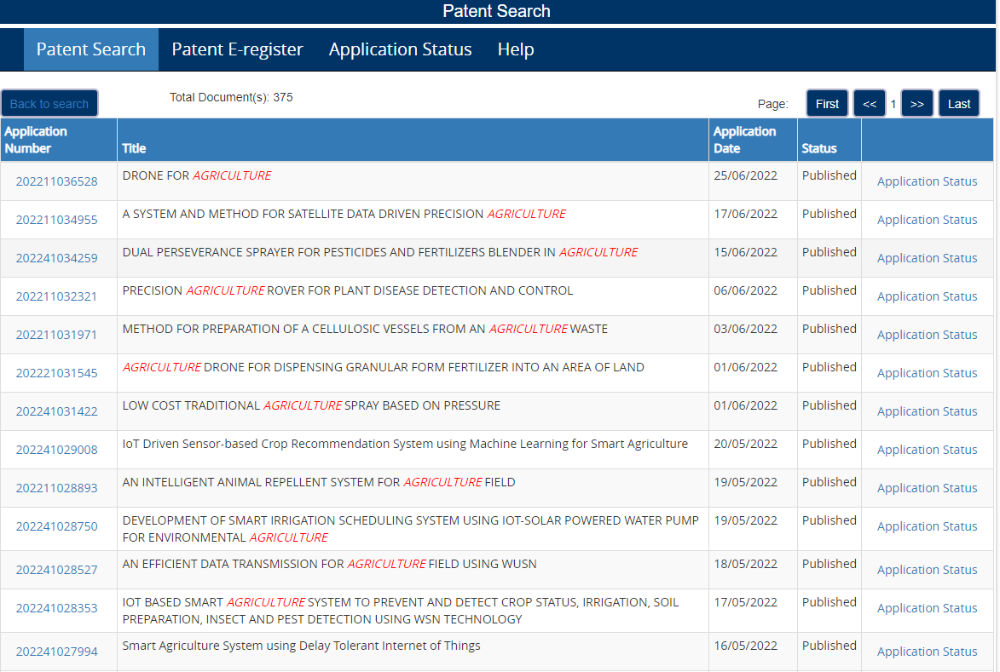 Patent Search
Patent Search Patent E-register Application Status Help
Back to search Total Document(s): 375 Page: First << 1 >> Last
Application Number Title Application Date Status
202211036528 DRONE FOR AGRICULTURE 25/06/2022 Published Application Status
202211034955 A SYSTEM AND METHOD FOR SATELLITE DATA DRIVEN PRECISION AGRICULTURE 17/06/2022 Published Application Status
202241034259 DUAL PERSEVERANCE SPRAYER FOR PESTICIDES AND FERTILIZERS BLENDER IN AGRICULTURE 15/06/2022 Published Application Status
202211032321 PRECISION AGRICULTURE ROVER FOR PLANT DISEASE DETECTION AND CONTROL 06/06/2022 Published Application Status
202211031971 METHOD FOR PREPARATION OF A CELLULOSIC VESSELS FROM AN AGRICULTURE WASTE 03/06/2022 Published Application Status
202221031545 AGRICULTURE DRONE FOR DISPENSING GRANULAR FORM FERTILIZER INTO AN AREA OF LAND 01/06/2022 Published Application Status
202241031422 LOW COST TRADITIONAL AGRICULTURE SPRAY BASED ON PRESSURE 01/06/2022 Published Application Status
202241029008 IoT Driven Sensor-based Crop Recommendation System using Machine Learning for Smart Agriculture 20/05/2022 Published Application Status
202211028893 AN INTELLIGENT ANIMAL REPELLENT SYSTEM FOR AGRICULTURE FIELD 19/05/2022 Published Application Status
202241028750 DEVELOPMENT OF SMART IRRIGATION SCHEDULING SYSTEM USING IOT-SOLAR POWERED WATER PUMP
FOR ENVIRONMENTAL AGRICULTURE 19/05/2022 Published Application Status
202241028527 AN EFFICIENT DATA TRANSMISSION FOR AGRICULTURE FIELD USING WUSN 18/05/2022 Published Application Status
202241028353 IOT BASED SMART AGRICULTURE SYSTEM TO PREVENT AND DETECT CROP STATUS, IRRIGATION, SOIL
PREPARATION, INSECT AND PEST DETECTION USING WSN TECHNOLOGY 17/05/2022 Published Application Status
202241027994 Smart Agriculture System using Delay Tolerant Internet of Things 16/05/2022 Published Application Status